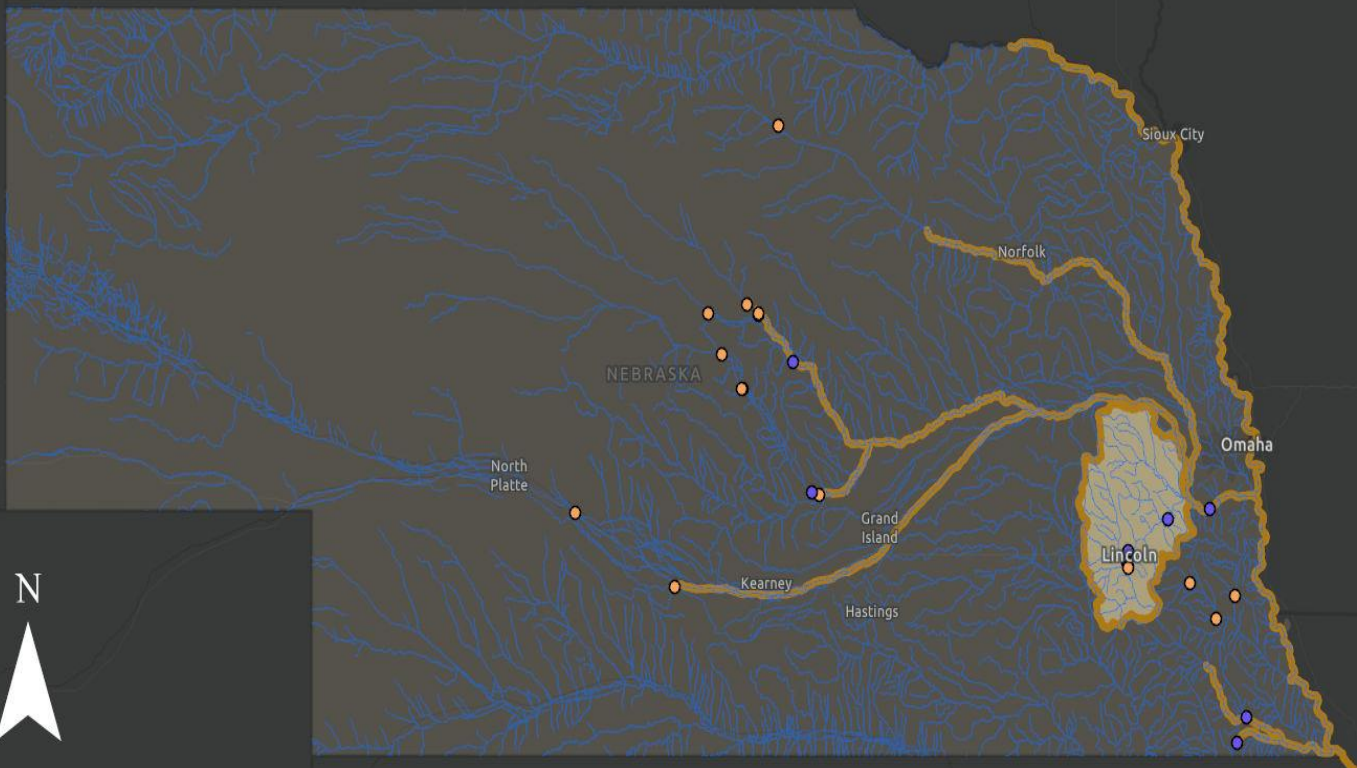 Sioux City
Norfolk
NEBRASKA
Omaha
North
Platte
Grand
Island
Lincoln
Kearney
Hastings
N